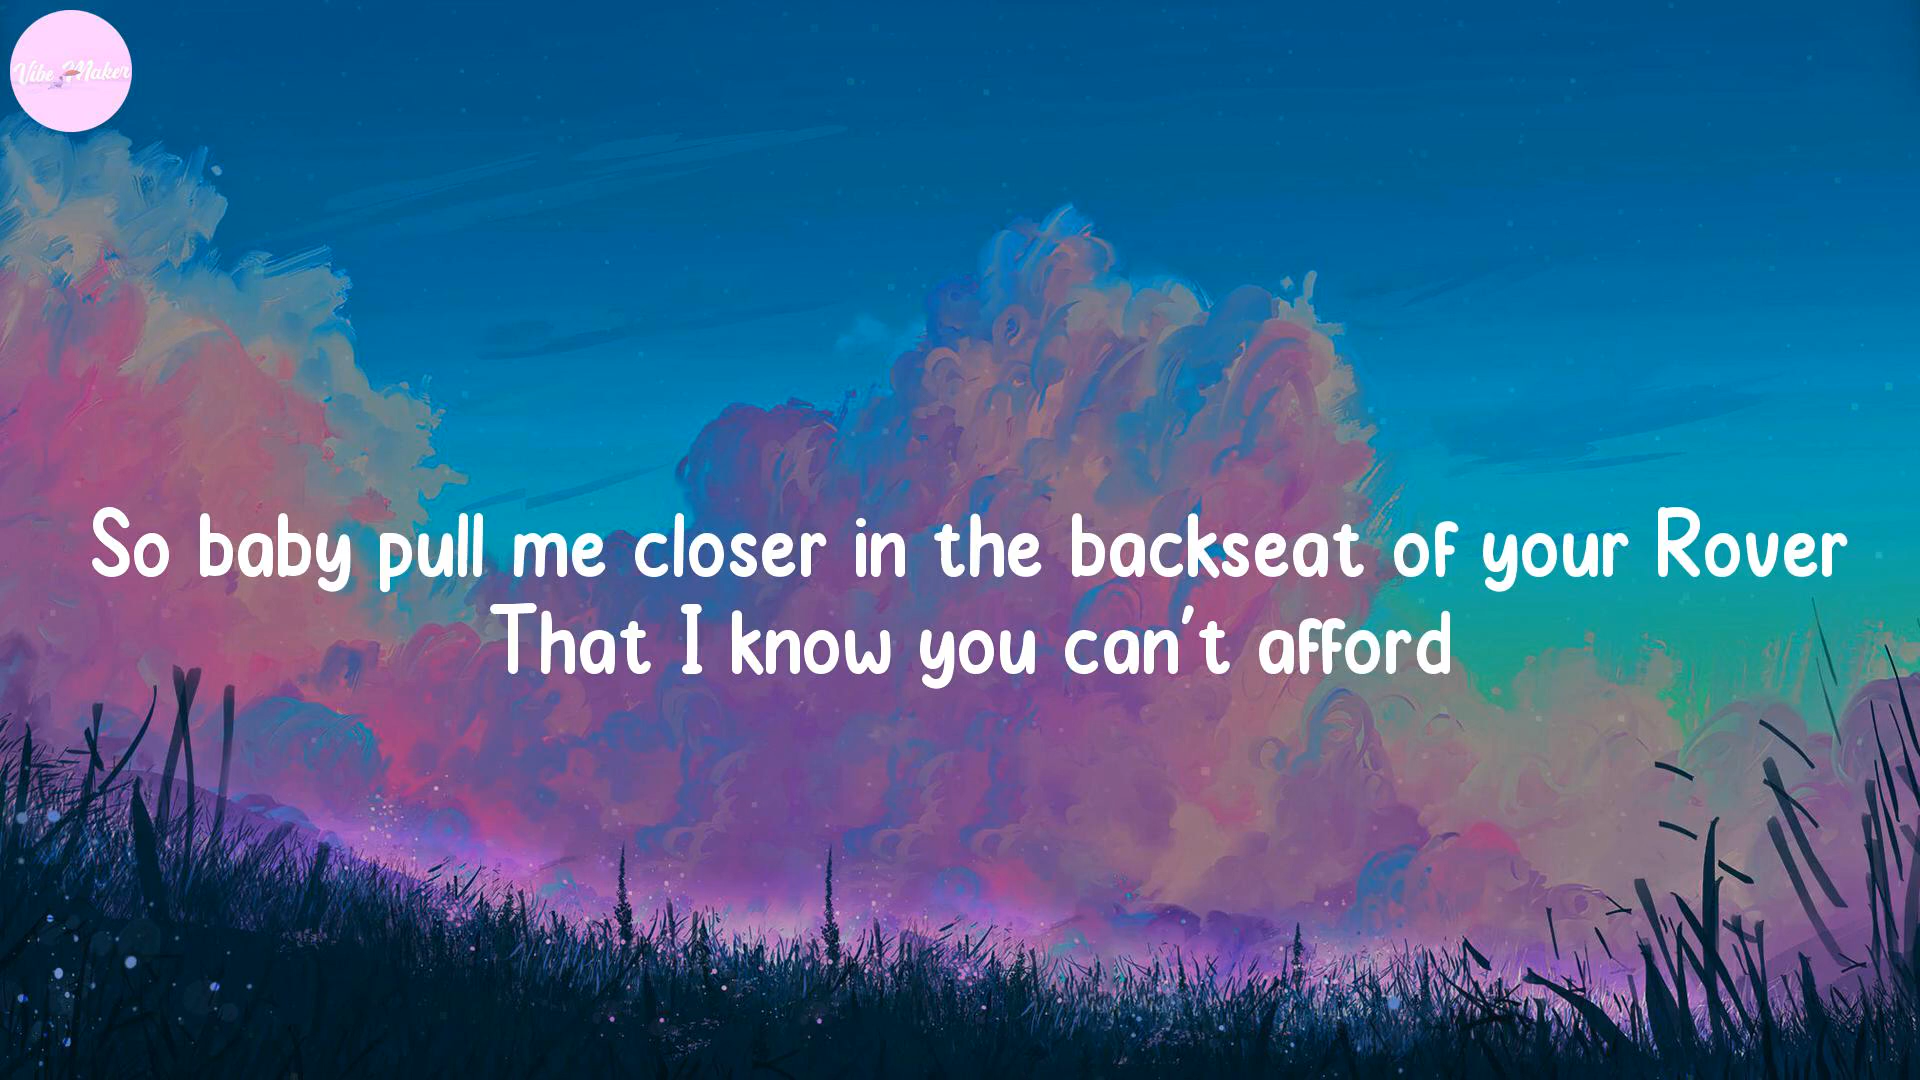 Vibe Maker
So baby pull me closer in the backseat of your Rover
That I know you can't afford